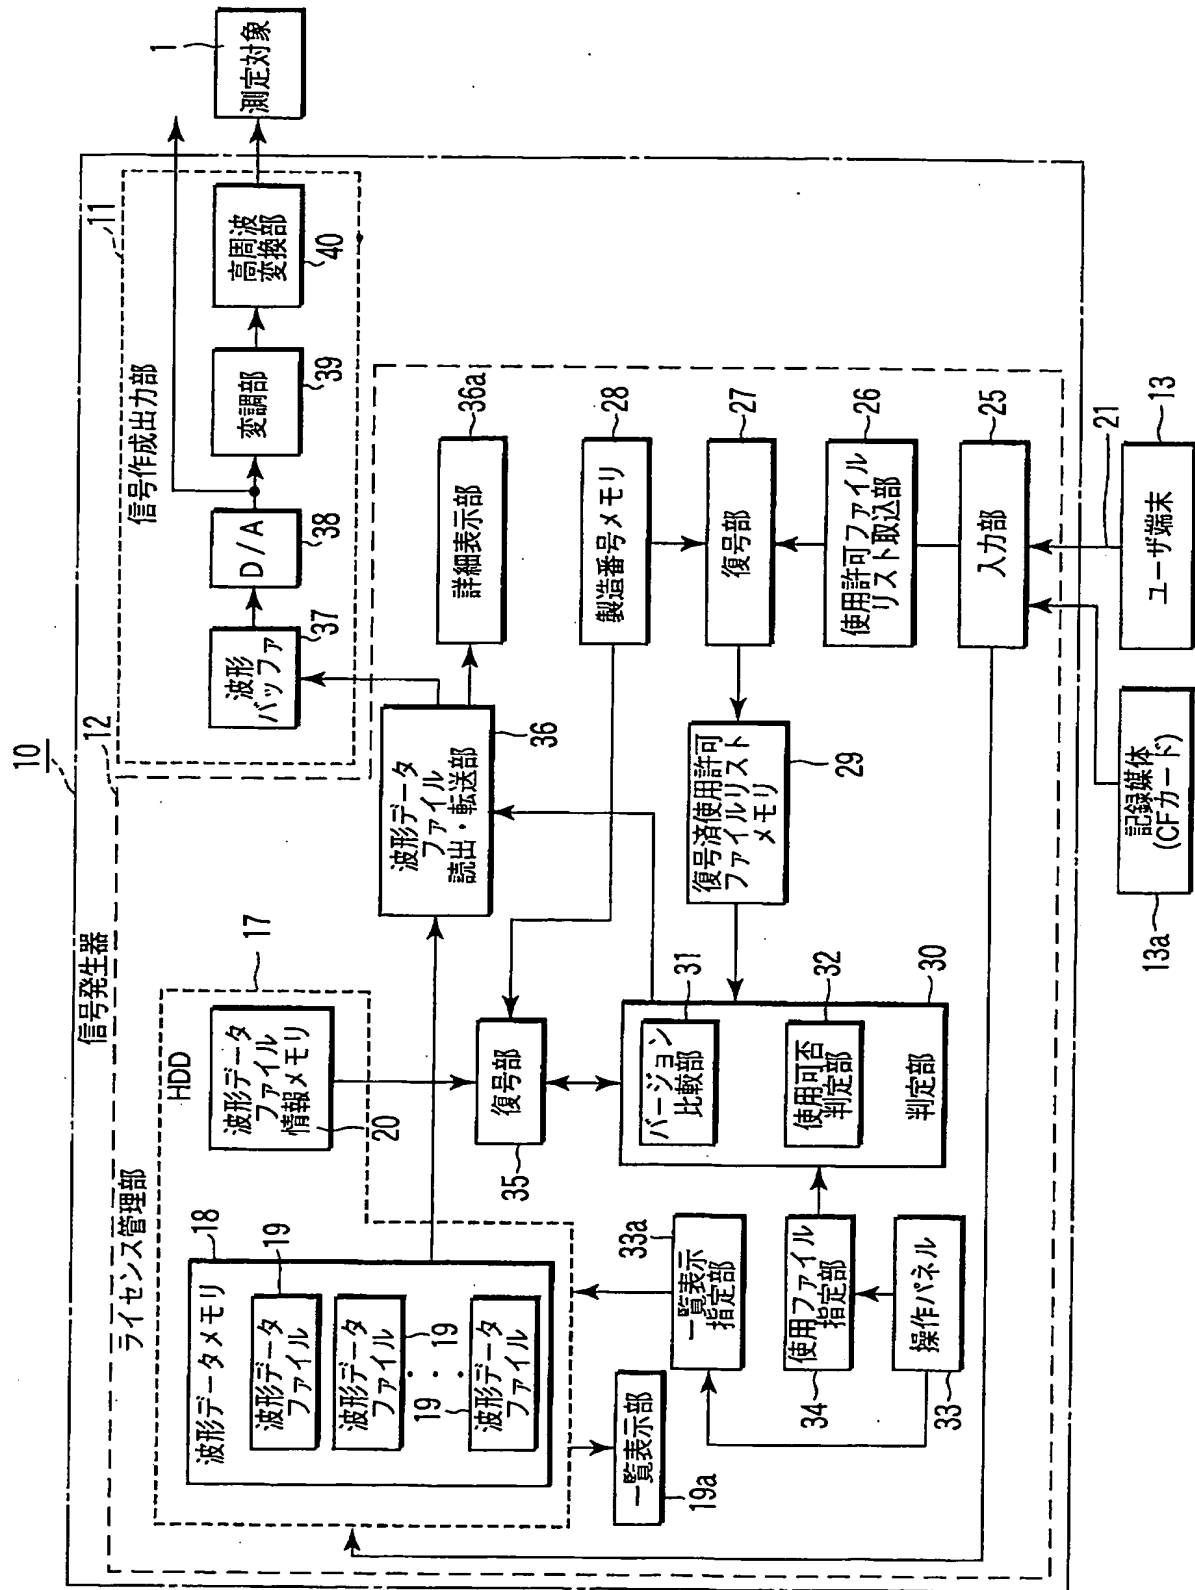 10
信号発生器
12
ライセンス管理部
HDD
17
18
波形データメモリ
19
波形データ
ファイル
波形データ
ファイル
19
・・・
19
波形データ
ファイル
波形データ
ファイル
情報メモリ
20
一覧表示部
19a
一覧表示
指定部
33a
使用ファイル
指定部
34
操作パネル
33
復号部
35
バージョン
比較部
31
使用可否
判定部
32
判定部
30
波形データ
ファイル
読出・転送部
36
詳細表示部
36a
製造番号メモリ
28
復号部
27
復号済使用許可
ファイルリスト
メモリ
29
使用許可ファイル
リスト取込部
26
入力部
25
21
ユーザ端末
13
記録媒体
(CFカード)
13a
11
信号作成出力部
波形
バッファ
37
D/A
38
変調部
39
高周波
変換部
40
測定対象
1